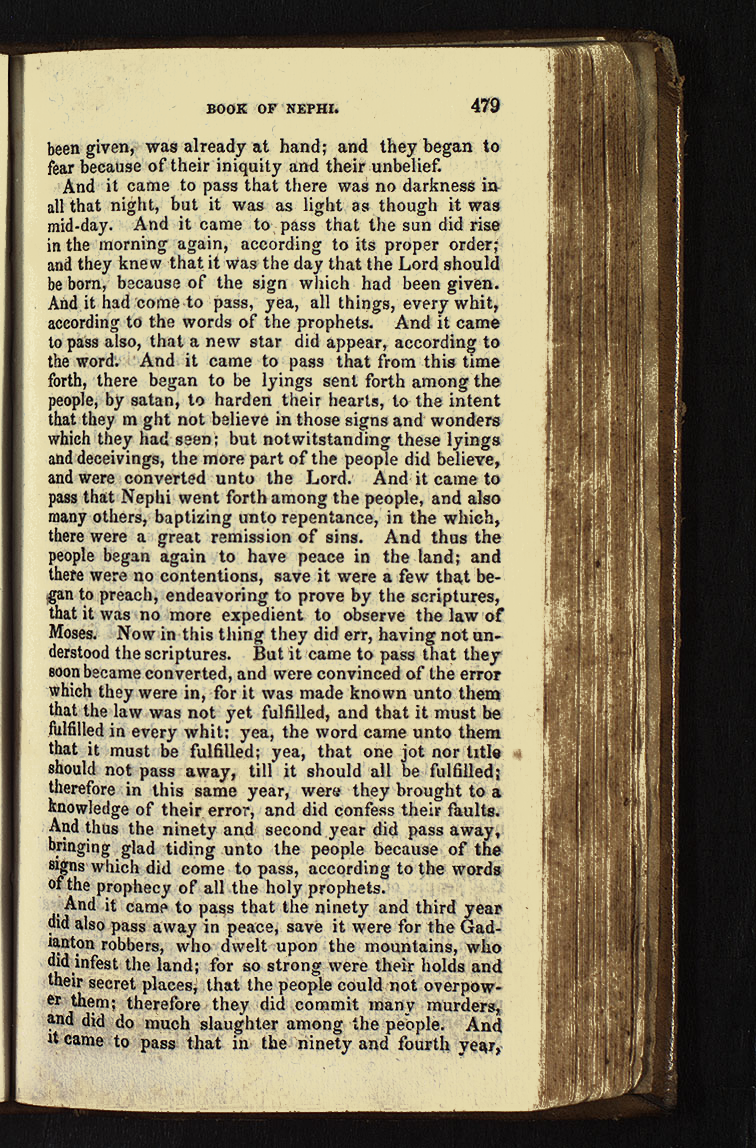 BOOK OF NEPHI. 479
been given, was already at hand; and they began to
fear because of their iniquity and their unbelief.
And it came to pass that there was no darkness in
all that night, but it was as light as though it was
mid-day. And it came to pass that the sun did rise
in the morning again, according to its proper order;
and they knew that it was the day that the Lord should
be born, because of the sign which had been given.
And it had come to pass, yea, all things, every whit,
according to the words of the prophets. And it came
to pass also, that a new star did appear, according to
the word. And it came to pass that from this time
forth, there began to be lyings sent forth among the
people, by satan, to harden their hearts, to the intent
that they m ght not believe in those signs and wonders
which they had seen; but notwitstanding these lyings
and deceivings, the more part of the people did believe,
and were converted unto the Lord. And it came to
pass that Nephi went forth among the people, and also
many others, baptizing unto repentance, in the which,
there were a great remission of sins. And thus the
people began again to have peace in the land; and
there were no contentions, save it were a few that be-
gan to preach, endeavoring to prove by the scriptures,
that it was no more expedient to observe the law of
Moses. Now in this thing they did err, having not un-
derstood the scriptures. But it came to pass that they
soon became converted, and were convinced of the error
which they were in, for it was made known unto them
that the law was not yet fulfilled, and that it must be
fulfilled in every whit: yea, the word came unto them
that it must be fulfilled; yea, that one jot nor title
should not pass away, till it should all be fulfilled;
therefore in this same year, were they brought to a
knowledge of their error, and did confess their faults.
And thus the ninety and second year did pass away,
bringing glad tiding unto the people because of the
signs which did come to pass, according to the words
of the prophecy of all the holy prophets.
And it came to pass that the ninety and third year
did also pass away in peace, save it were for the Gad-
ianton robbers, who dwelt upon the mountains, who
did infest the land; for so strong were their holds and
their secret places, that the people could not overpow-
er them; therefore they did commit many murders,
and did do much slaughter among the people. And
it came to pass that in the ninety and fourth year,